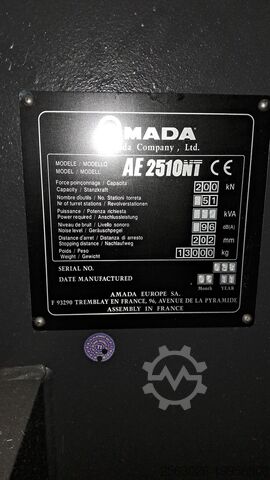 AMADA®
Amada Company, Ltd.
MODELE / MODELLO
MODEL / MODELL
AE 2510NT CE
Force poinçonnage / Capacita
Capacity / Stanzkraft
200 kN
Nombre d'outils / No. Stationi torreta
Nr of turret stations / Revolverstationen
51
Puissance / Potenza richiesta
Power required / Anschlussleistung
kVA
Niveau de bruit / Livello sonoro
Noise level / Geräuschspiegel
96 dB(A)
Distance d'arret / Distanza di arresto
Stopping distance / Nachlaufweg
202 mm
Poids / Peso
Weight / Gewicht
13000 kg
SERIAL NO.
DATE MANUFACTURED
Month YEAR
AMADA EUROPE SA.
F 93290 TREMBLAY EN FRANCE, 96, AVENUE DE LA PYRAMIDE
ASSEMBLY IN FRANCE
Machineseeker